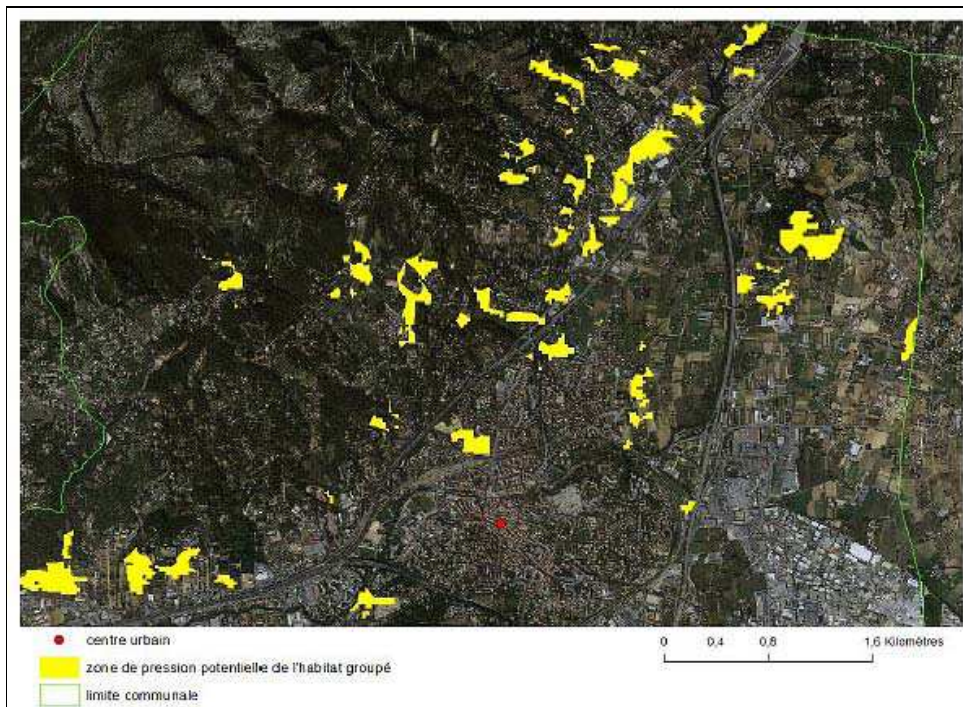 centre urbain
zone de pression potentielle de l'habitat groupé
limite communale
0 0,4 0,8 1,6 Kilomètres